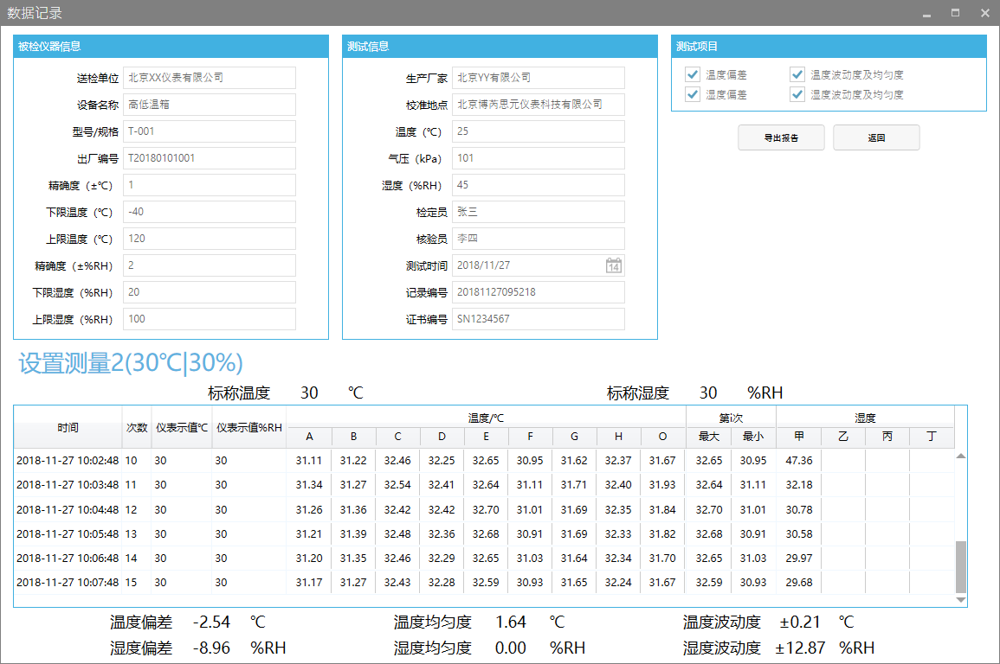 数据记录
被检仪器信息
送检单位 北京XX仪表有限公司
设备名称 高低温箱
型号/规格 T-001
出厂编号 T20180101001
精确度（±℃） 1
下限温度（℃） -40
上限温度（℃） 120
精确度（±%RH） 2
下限湿度（%RH） 20
上限湿度（%RH） 100
测试信息
生产厂家 北京YY有限公司
校准地点 北京博芮思元仪表科技有限公司
温度（℃） 25
气压（kPa） 101
湿度（%RH） 45
检定员 张三
核验员 李四
测试时间 2018/11/27 14
记录编号 20181127095218
证书编号 SN1234567
测试项目
温度偏差 温度波动度及均匀度
湿度偏差 湿度波动度及均匀度
导出报告 返回
设置测量2(30℃|30%)
标称温度 30 ℃ 标称湿度 30 %RH
时间 次数 仪表示值℃ 仪表示值%RH 温度/℃ 第i次 湿度
A B C D E F G H O 最大 最小 甲 乙 丙 丁
2018-11-27 10:02:48 10 30 30 31.11 31.22 32.46 32.25 32.65 30.95 31.62 32.37 31.67 32.65 30.95 47.36
2018-11-27 10:03:48 11 30 30 31.34 31.27 32.54 32.41 32.64 31.11 31.71 32.40 31.93 32.64 31.11 32.18
2018-11-27 10:04:48 12 30 30 31.26 31.36 32.42 32.42 32.70 31.01 31.69 32.35 31.84 32.70 31.01 30.78
2018-11-27 10:05:48 13 30 30 31.21 31.39 32.48 32.36 32.68 30.91 31.69 32.33 31.82 32.68 30.91 30.58
2018-11-27 10:06:48 14 30 30 31.20 31.35 32.46 32.29 32.65 31.03 31.64 32.34 31.70 32.65 31.03 29.97
2018-11-27 10:07:48 15 30 30 31.17 31.27 32.43 32.28 32.59 30.93 31.65 32.24 31.67 32.59 30.93 29.68
温度偏差 -2.54 ℃ 温度均匀度 1.64 ℃ 温度波动度 ±0.21 ℃
湿度偏差 -8.96 %RH 湿度均匀度 0.00 %RH 湿度波动度 ±12.87 %RH